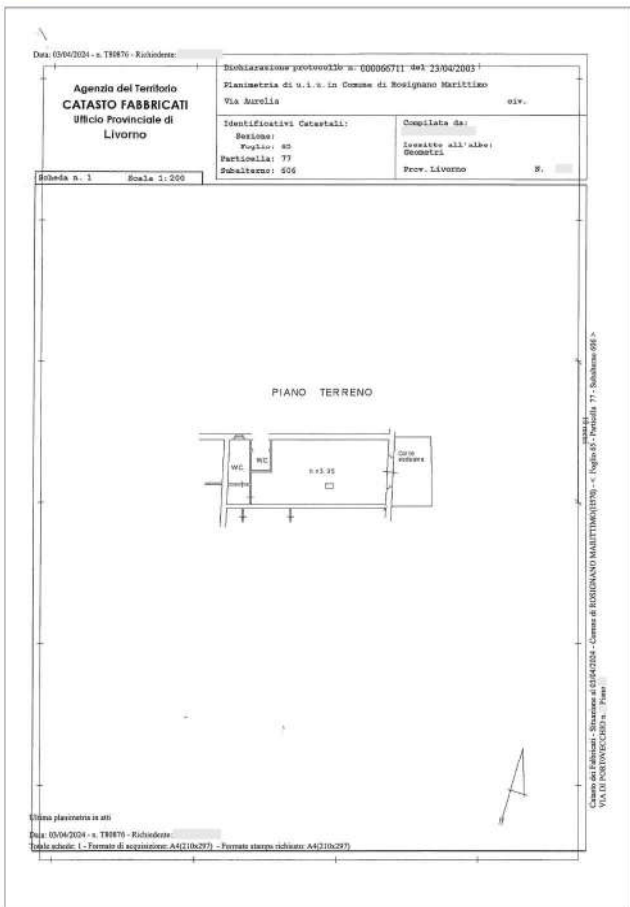 Data: 03/04/2024 - n. T80876 - Richiedente:
Agenzia del Territorio
CATASTO FABBRICATI
Ufficio Provinciale di
Livorno
Dichiarazione protocollo n. 000066711 del 23/04/2003
Planimetria di u.i.u. in Comune di Rosignano Marittimo
Via Aurelia civ.
Identificativi Catastali:
Sezione:
Foglio: 65
Particella: 77
Subalterno: 606
Compilata da:
Iscritto all'albo:
Geometri
Prov. Livorno N.
Scheda n. 1 Scala 1:200
PIANO TERRENO
W.C.
W.C.
Corte
esclusiva
Ultima planimetria in atti
Data: 03/04/2024 - n. T80876 - Richiedente:
Totale schede: 1 - Formato di acquisizione: A4(210x297) - Formato stampa richiesto: A4(210x297)
Catasto dei Fabbricati - Situazione al 03/04/2024 - Comune di ROSIGNANO MARITTIMO(H570) - < Foglio 65 - Particella 77 - Subalterno 606 >
VIA DI PORTOVECCHIO n. Piano